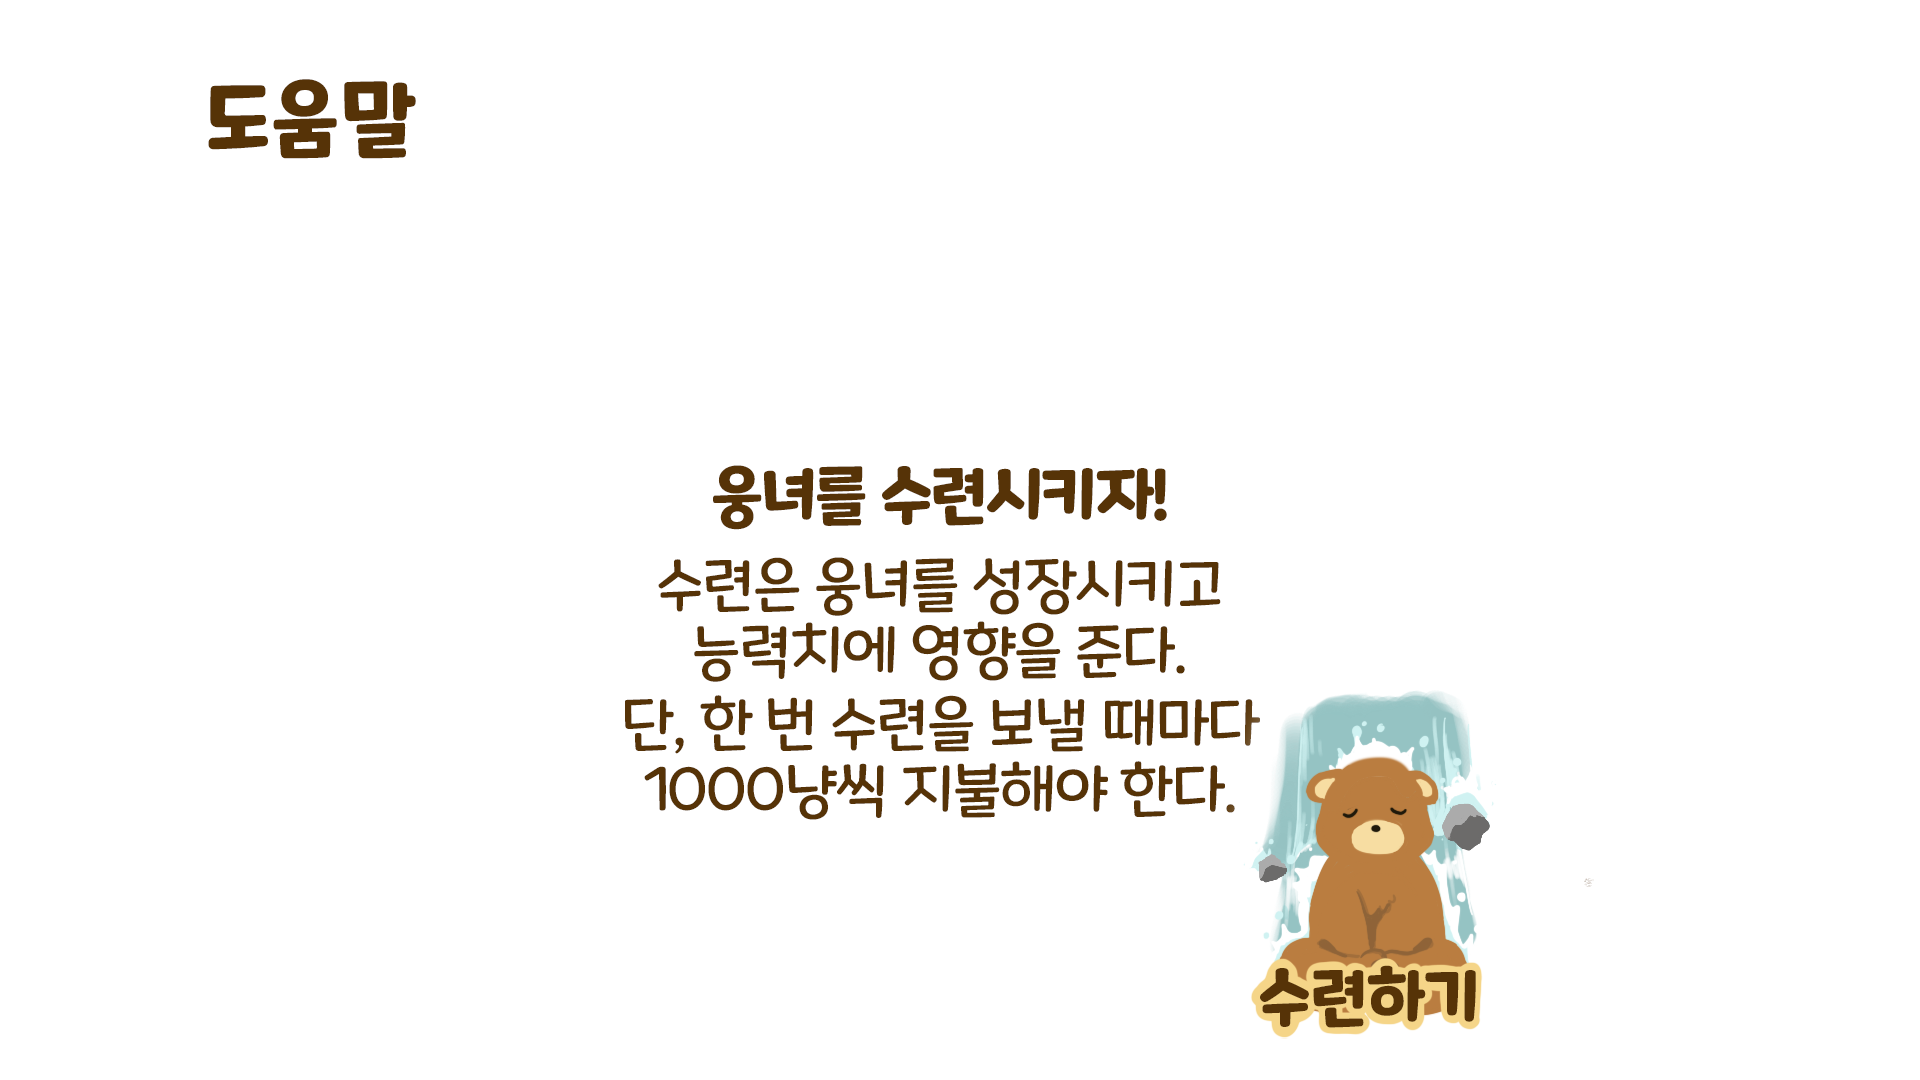 도움말
웅녀를 수련시키자!
수련은 웅녀를 성장시키고
능력치에 영향을 준다.
단, 한 번 수련을 보낼 때마다
1000냥씩 지불해야 한다.
수련하기